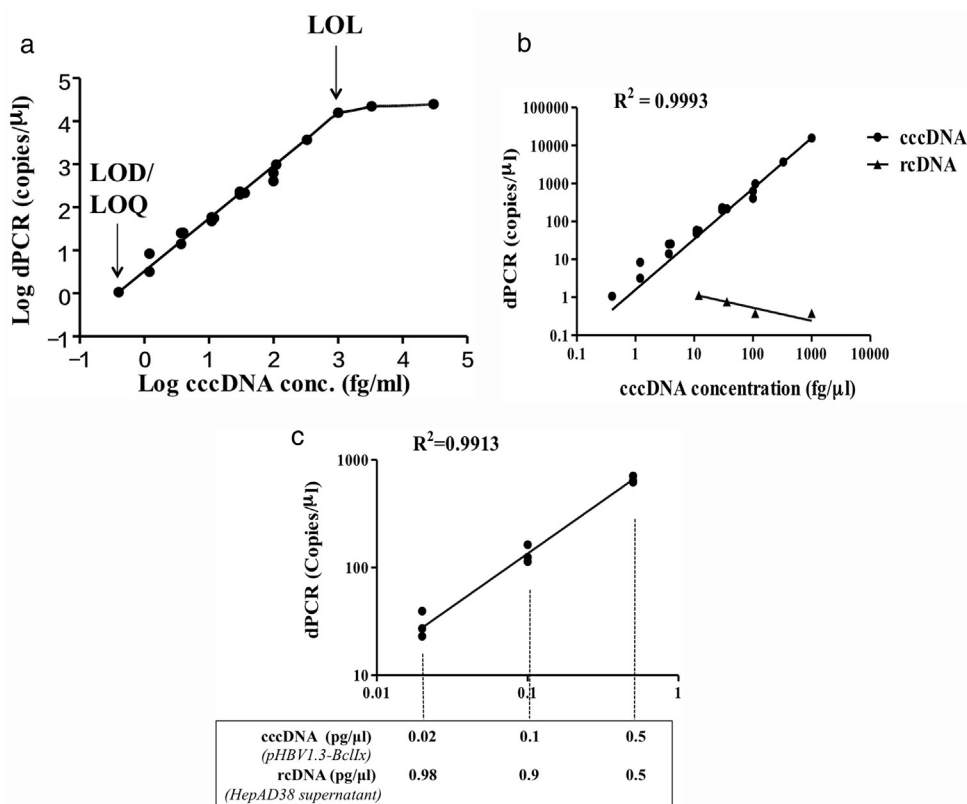 a
LOL
LOD/
LOQ
Log dPCR (copies/µl)
5
4
3
2
1
0
−1
−1 0 1 2 3 4 5
Log cccDNA conc. (fg/ml)
b
R² = 0.9993
cccDNA
rcDNA
dPCR (copies/µl)
100000
10000
1000
100
10
1
0.1
0.1 1 10 100 1000 10000
cccDNA concentration (fg/µl)
c
R²=0.9913
dPCR (Copies/µl)
1000
100
10
0.01 0.1 1
cccDNA (pg/µl) 0.02 0.1 0.5
(pHBV1.3-BclIx)
rcDNA (pg/µl) 0.98 0.9 0.5
(HepAD38 supernatant)